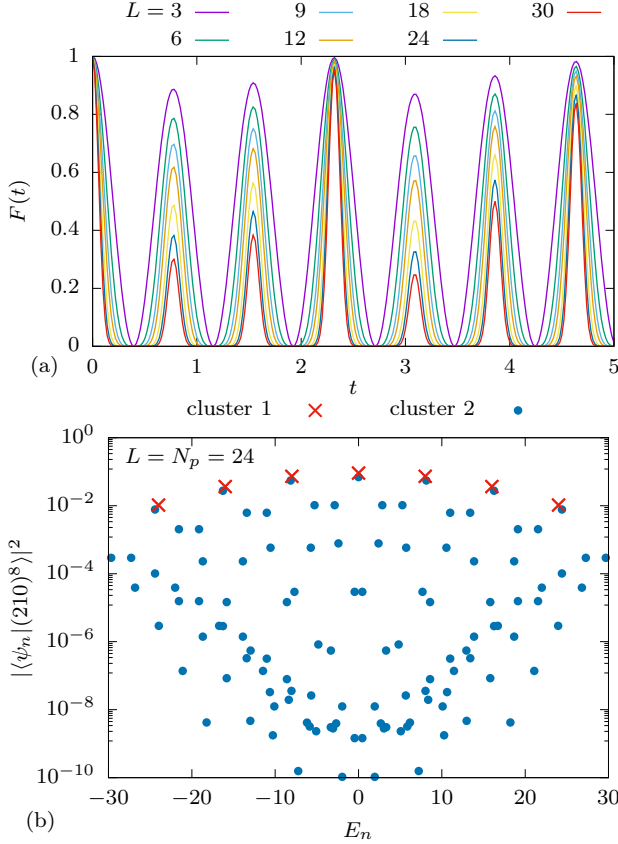 L = 3 9 18 30
6 12 24
1
0.8
0.6
0.4
0.2
0
F(t)
0 1 2 3 4 5
(a) t
cluster 1 cluster 2
10^0
L = N_p = 24
10^−2
10^−4
10^−6
10^−8
10^−10
|⟨ψ_n|(210)^8⟩|^2
−30 −20 −10 0 10 20 30
(b) E_n